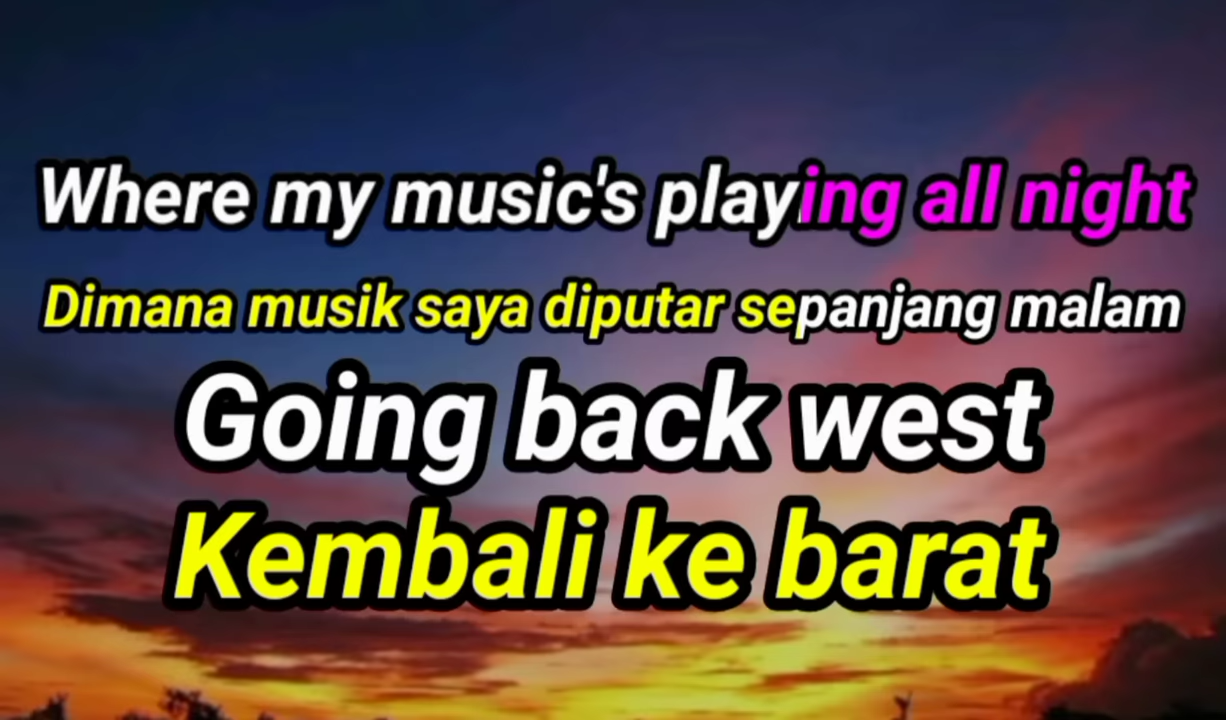 Where my music's playing all night
Dimana musik saya diputar sepanjang malam
Going back west
Kembali ke barat